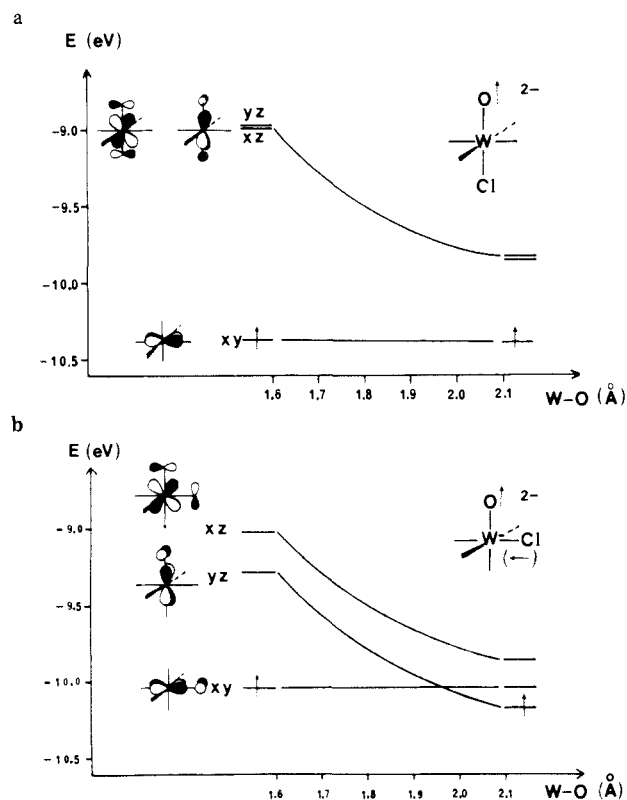 a
E (eV)
O 2-
yz
-9.0
xz
W
-9.5
Cl
-10.0
xy
-10.5
1.6 1.7 1.8 1.9 2.0 2.1
W-O (Å)
b
E (eV)
O 2-
-9.0
xz
W Cl
(←)
yz
-9.5
-10.0
xy
-10.5
1.6 1.7 1.8 1.9 2.0 2.1
W-O (Å)